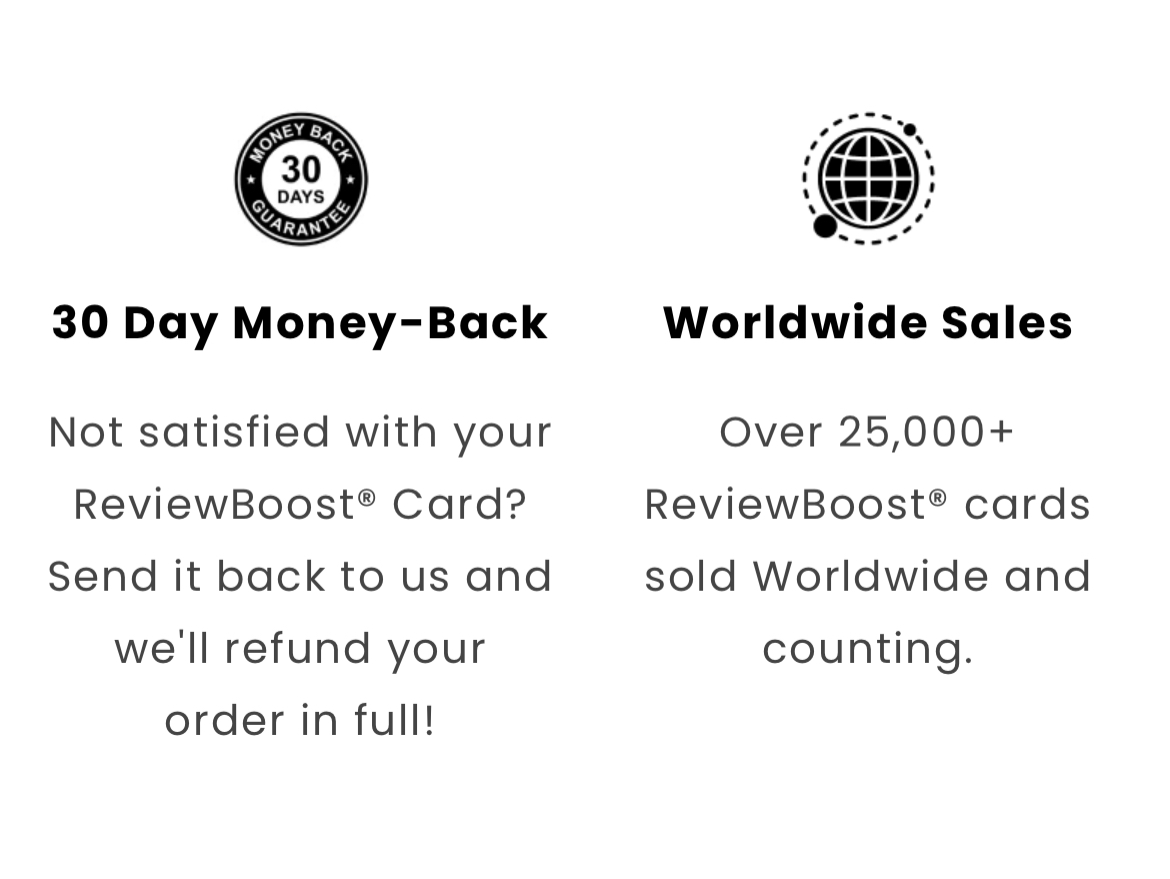 MONEY BACK
30
DAYS
GUARANTEE
30 Day Money-Back
Not satisfied with your
ReviewBoost® Card?
Send it back to us and
we'll refund your
order in full!
Worldwide Sales
Over 25,000+
ReviewBoost® cards
sold Worldwide and
counting.